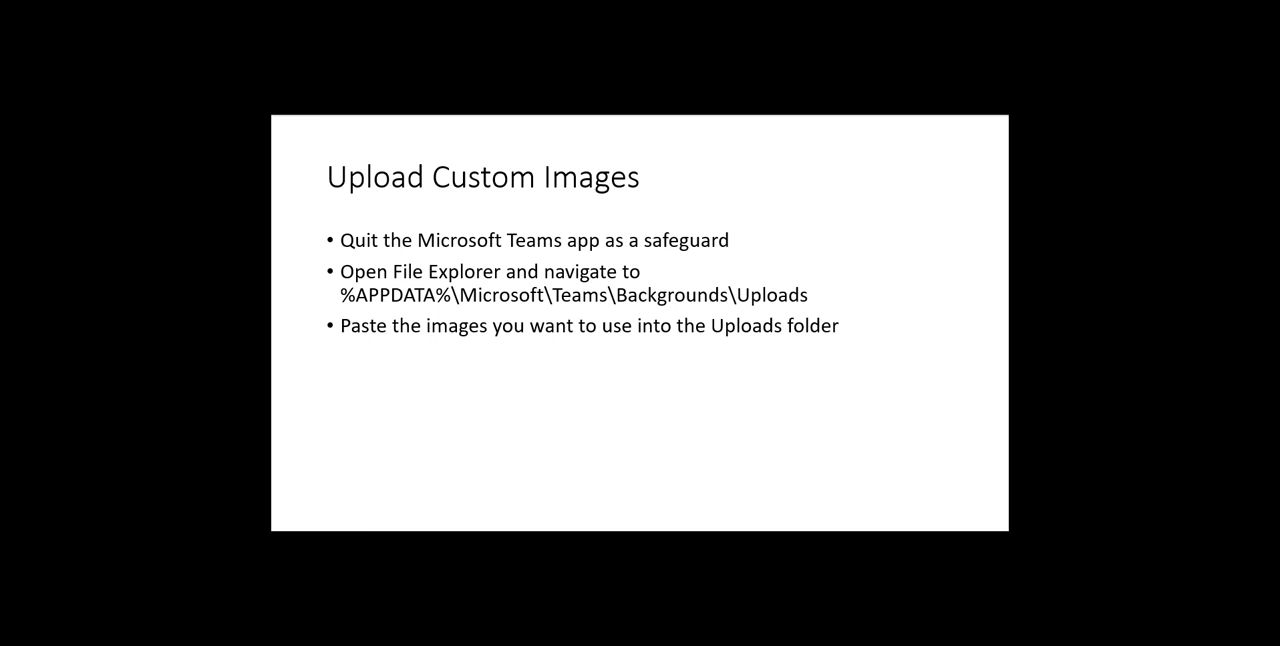 Upload Custom Images
• Quit the Microsoft Teams app as a safeguard
• Open File Explorer and navigate to
%APPDATA%\Microsoft\Teams\Backgrounds\Uploads
• Paste the images you want to use into the Uploads folder